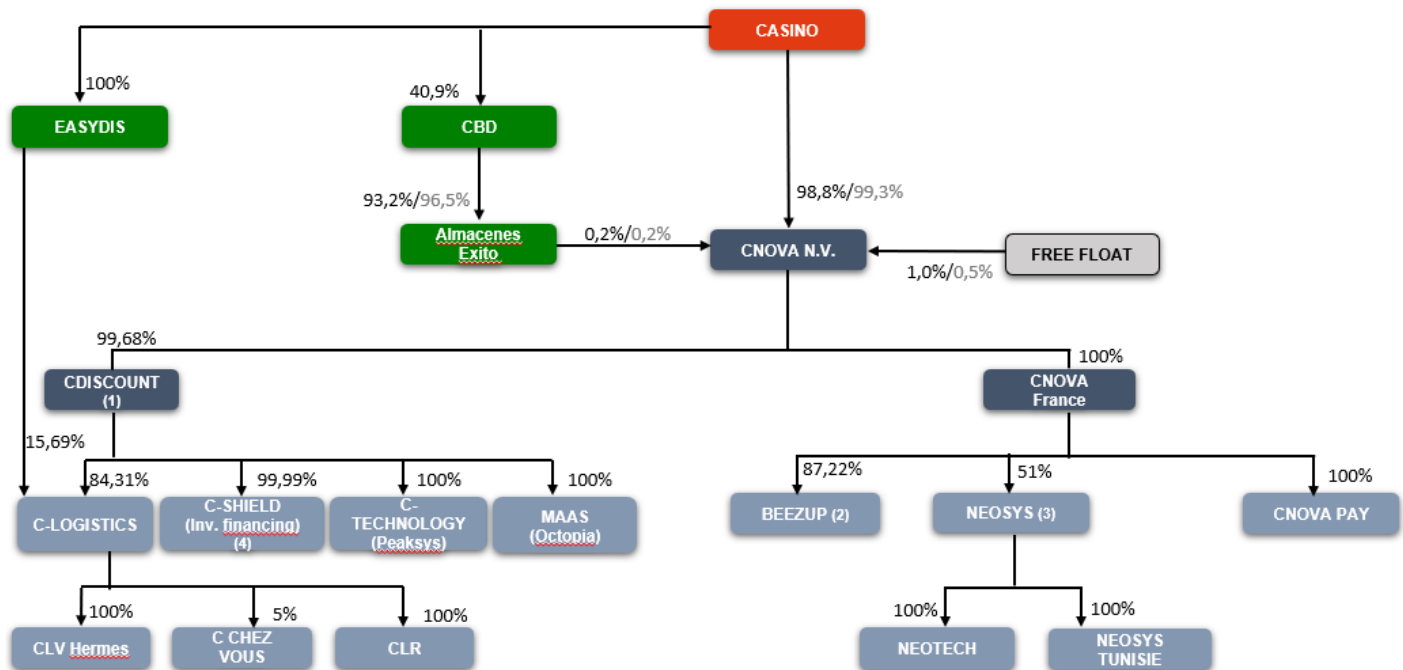 CASINO
100%
40,9%
EASYDIS
CBD
93,2%/96,5%
98,8%/99,3%
Almacenes
Exito
0,2%/0,2%
CNOVA N.V.
FREE FLOAT
1,0%/0,5%
99,68%
100%
CDISCOUNT
(1)
CNOVA
France
15,69%
84,31%
99,99%
100%
100%
87,22%
51%
100%
C-LOGISTICS
C-SHIELD
(Inv. financing)
(4)
C-
TECHNOLOGY
(Peaksys)
MAAS
(Octopia)
BEEZUP (2)
NEOSYS (3)
CNOVA PAY
100%
5%
100%
100%
100%
CLV Hermes
C CHEZ
VOUS
CLR
NEOTECH
NEOSYS
TUNISIE